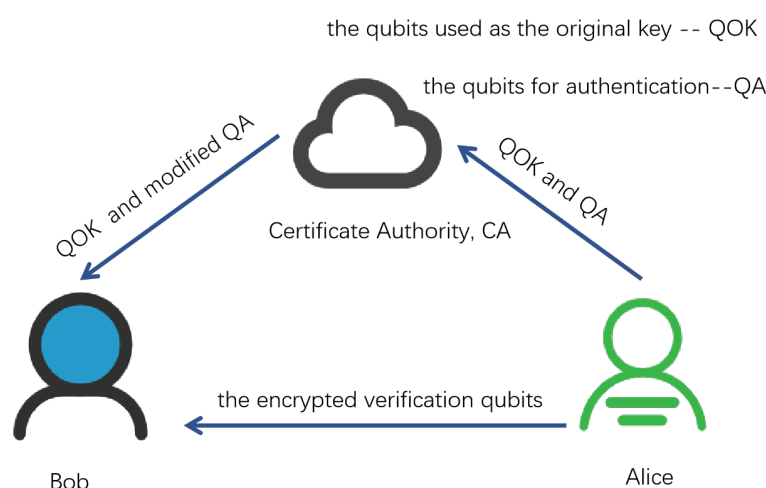 the qubits used as the original key -- QOK
the qubits for authentication--QA
QOK and modified QA
QOK and QA
Certificate Authority, CA
the encrypted verification qubits
Bob
Alice